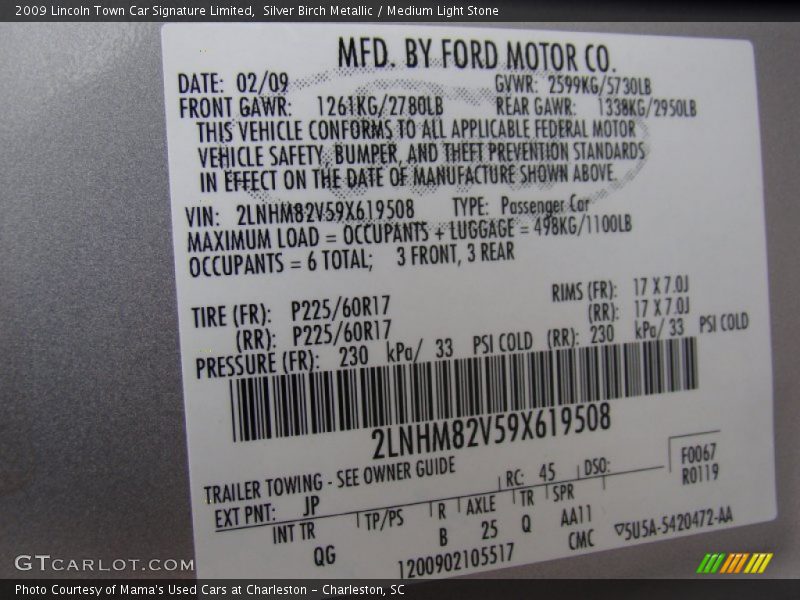 2009 Lincoln Town Car Signature Limited, Silver Birch Metallic / Medium Light Stone
MFD. BY FORD MOTOR CO.
DATE: 02/09 GVWR: 2599KG/5730LB
FRONT GAWR: 1261KG/2780LB REAR GAWR: 1338KG/2950LB
THIS VEHICLE CONFORMS TO ALL APPLICABLE FEDERAL MOTOR
VEHICLE SAFETY, BUMPER, AND THEFT PREVENTION STANDARDS
IN EFFECT ON THE DATE OF MANUFACTURE SHOWN ABOVE.
VIN: 2LNHM82V59X619508 TYPE: Passenger Car
MAXIMUM LOAD = OCCUPANTS + LUGGAGE = 498KG/1100LB
OCCUPANTS = 6 TOTAL; 3 FRONT, 3 REAR
TIRE (FR): P225/60R17 RIMS (FR): 17 X 7.0J
(RR): P225/60R17 (RR): 17 X 7.0J
PRESSURE (FR): 230 kPa/ 33 PSI COLD (RR): 230 kPa/ 33 PSI COLD
2LNHM82V59X619508
TRAILER TOWING - SEE OWNER GUIDE RC: 45 DSO: F0067
EXT PNT: JP R0119
INT TR TP/PS R AXLE TR SPR
QG B 25 Q AA11
1200902105517 CMC ▽5U5A-5420472-AA
GTCARLOT.COM
Photo Courtesy of Mama's Used Cars at Charleston – Charleston, SC